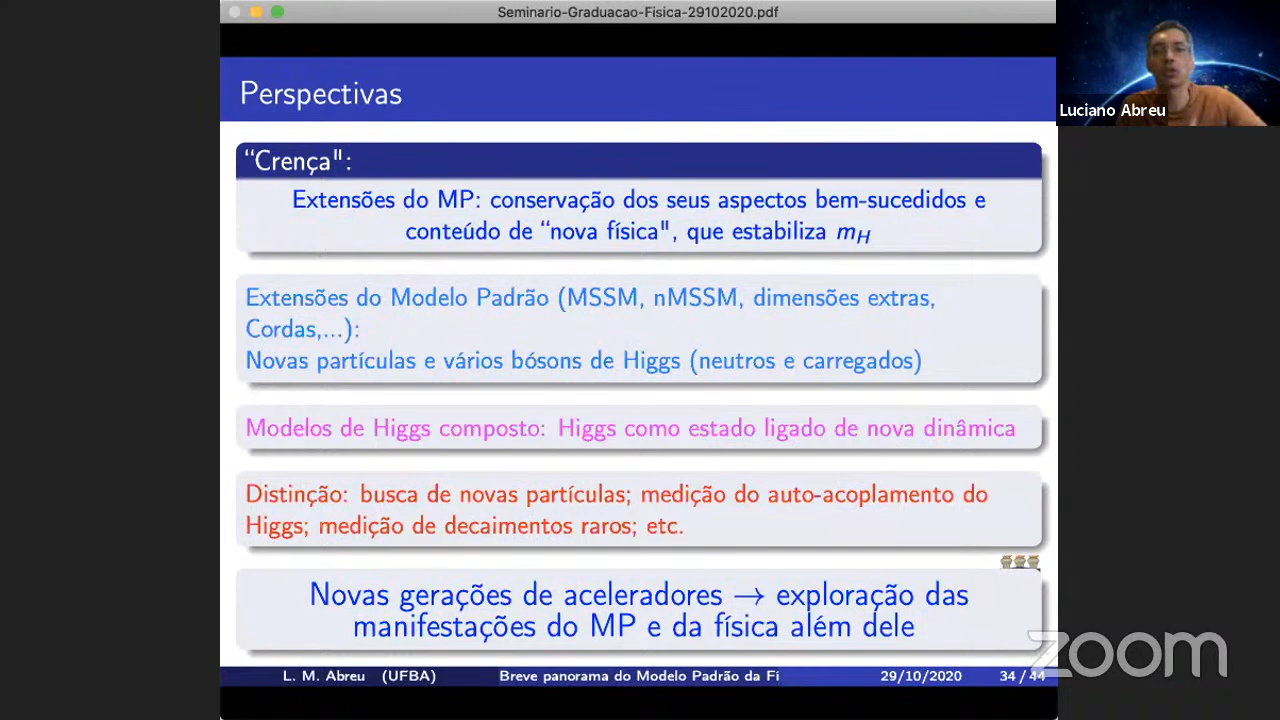 Seminario-Graduacao-Fisica-29102020.pdf
Luciano Abreu
Perspectivas
“Crença":
Extensões do MP: conservação dos seus aspectos bem-sucedidos e
conteúdo de “nova física", que estabiliza mH
Extensões do Modelo Padrão (MSSM, nMSSM, dimensões extras,
Cordas,...):
Novas partículas e vários bósons de Higgs (neutros e carregados)
Modelos de Higgs composto: Higgs como estado ligado de nova dinâmica
Distinção: busca de novas partículas; medição do auto-acoplamento do
Higgs; medição de decaimentos raros; etc.
Novas gerações de aceleradores → exploração das
manifestações do MP e da física além dele
zoom
L. M. Abreu (UFBA) Breve panorama do Modelo Padrão da Fí 29/10/2020 34 / 44